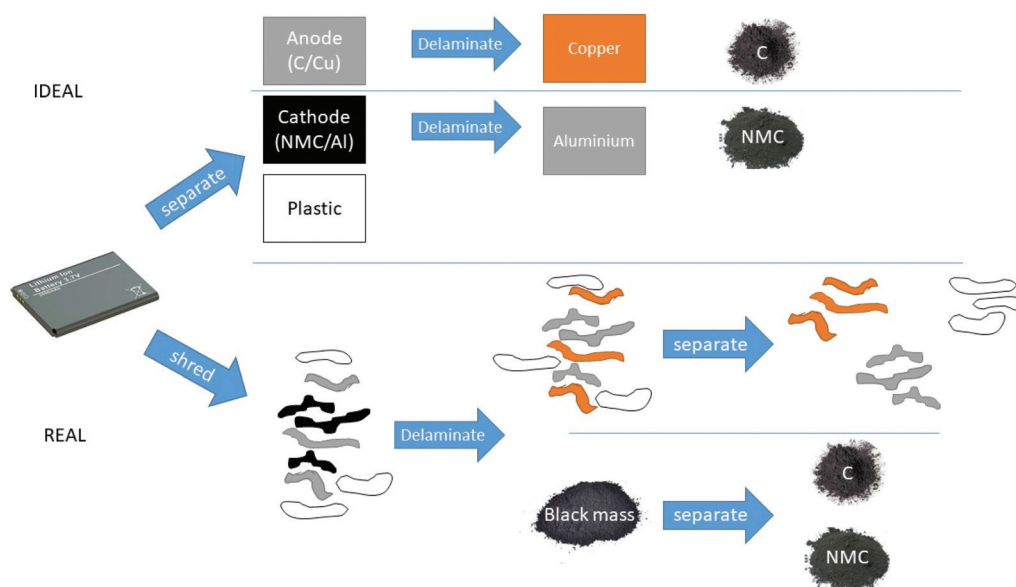 IDEAL
separate
Anode
(C/Cu)
Delaminate
Copper
C
Cathode
(NMC/Al)
Delaminate
Aluminium
NMC
Plastic
Lithium Ion
Battery 3.7V
REAL
shred
Delaminate
separate
Black mass
separate
C
NMC